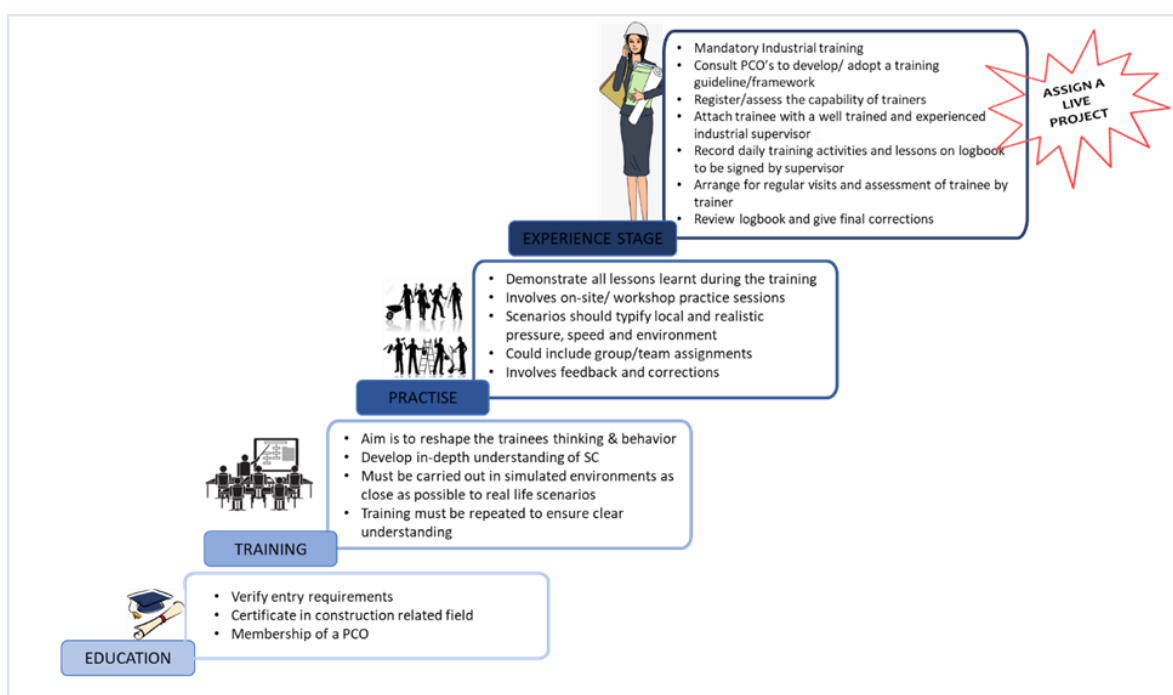 • Mandatory Industrial training
• Consult PCO's to develop/ adopt a training
guideline/framework
• Register/assess the capability of trainers
• Attach trainee with a well trained and experienced
industrial supervisor
• Record daily training activities and lessons on logbook
to be signed by supervisor
• Arrange for regular visits and assessment of trainee by
trainer
• Review logbook and give final corrections
ASSIGN A
LIVE
PROJECT
EXPERIENCE STAGE
• Demonstrate all lessons learnt during the training
• Involves on-site/ workshop practice sessions
• Scenarios should typify local and realistic
pressure, speed and environment
• Could include group/team assignments
• Involves feedback and corrections
PRACTISE
• Aim is to reshape the trainees thinking & behavior
• Develop in-depth understanding of SC
• Must be carried out in simulated environments as
close as possible to real life scenarios
• Training must be repeated to ensure clear
understanding
TRAINING
• Verify entry requirements
• Certificate in construction related field
• Membership of a PCO
EDUCATION